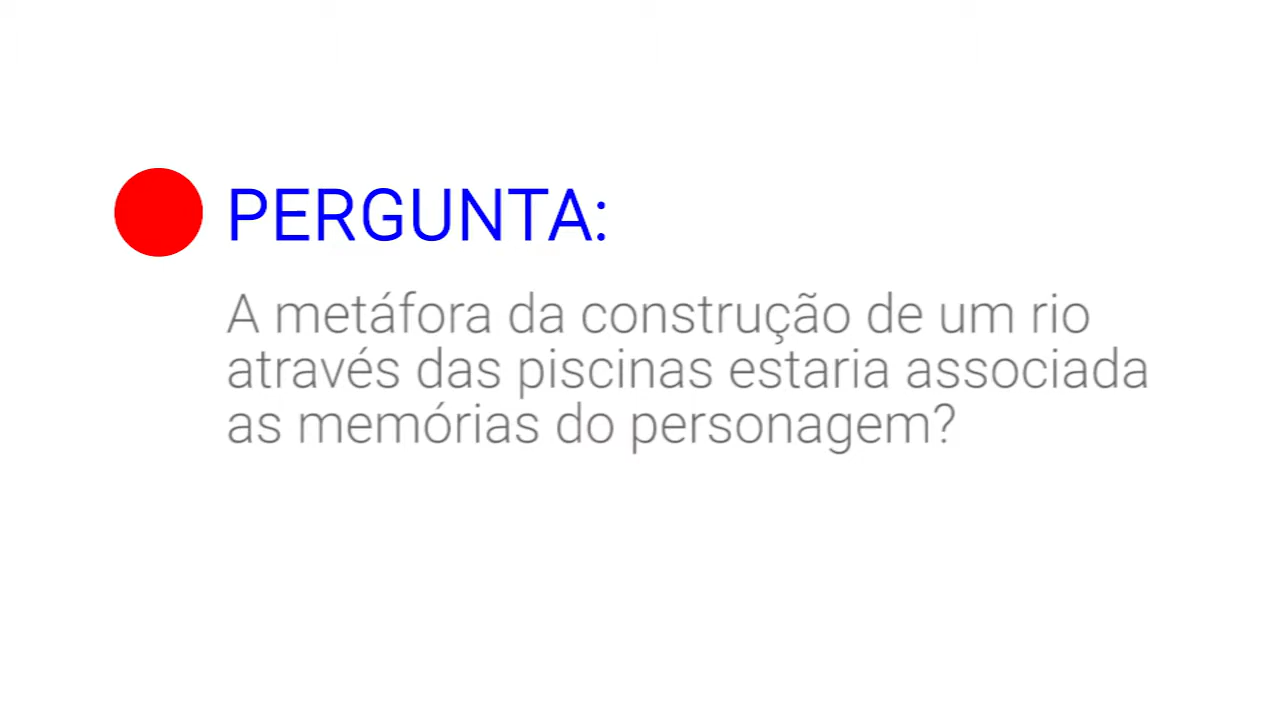 PERGUNTA:
A metáfora da construção de um rio
através das piscinas estaria associada
as memórias do personagem?